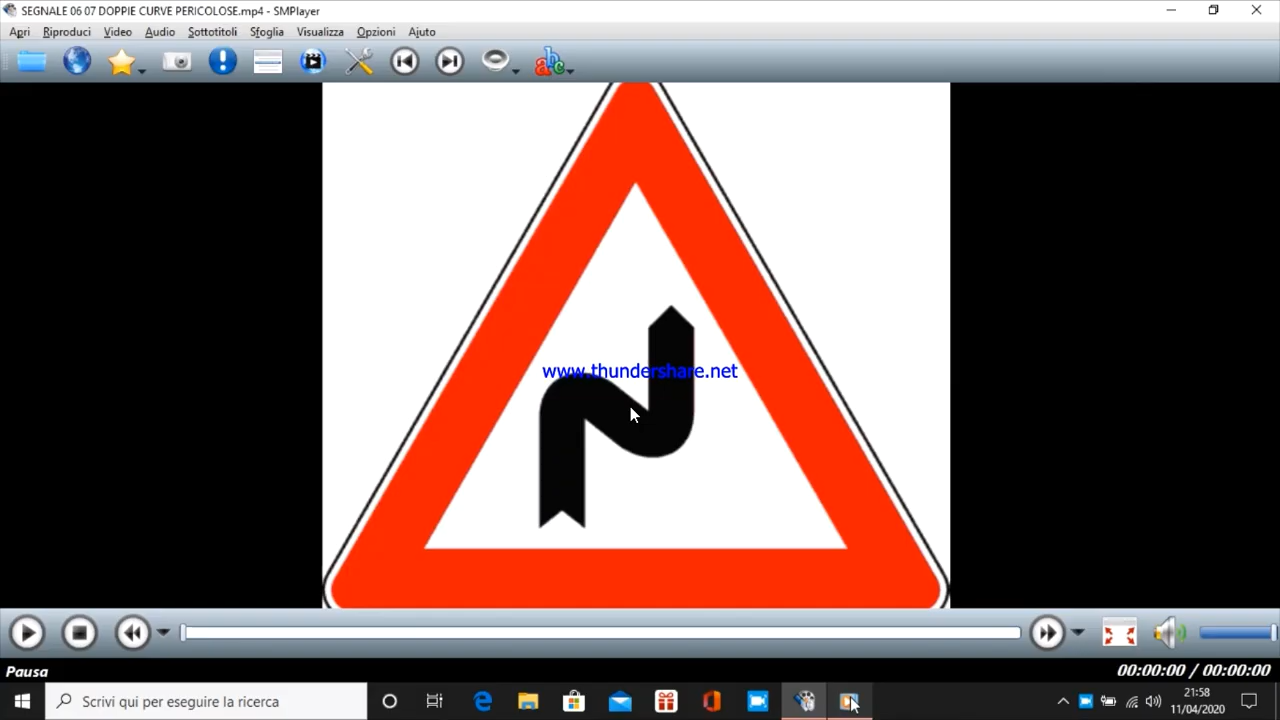 SEGNALE 06 07 DOPPIE CURVE PERICOLOSE.mp4 - SMPlayer
Apri Riproduci Video Audio Sottotitoli Sfoglia Visualizza Opzioni Aiuto
abc
www.thundershare.net
Pausa 00:00:00 / 00:00:00
Scrivi qui per eseguire la ricerca
21:58
11/04/2020